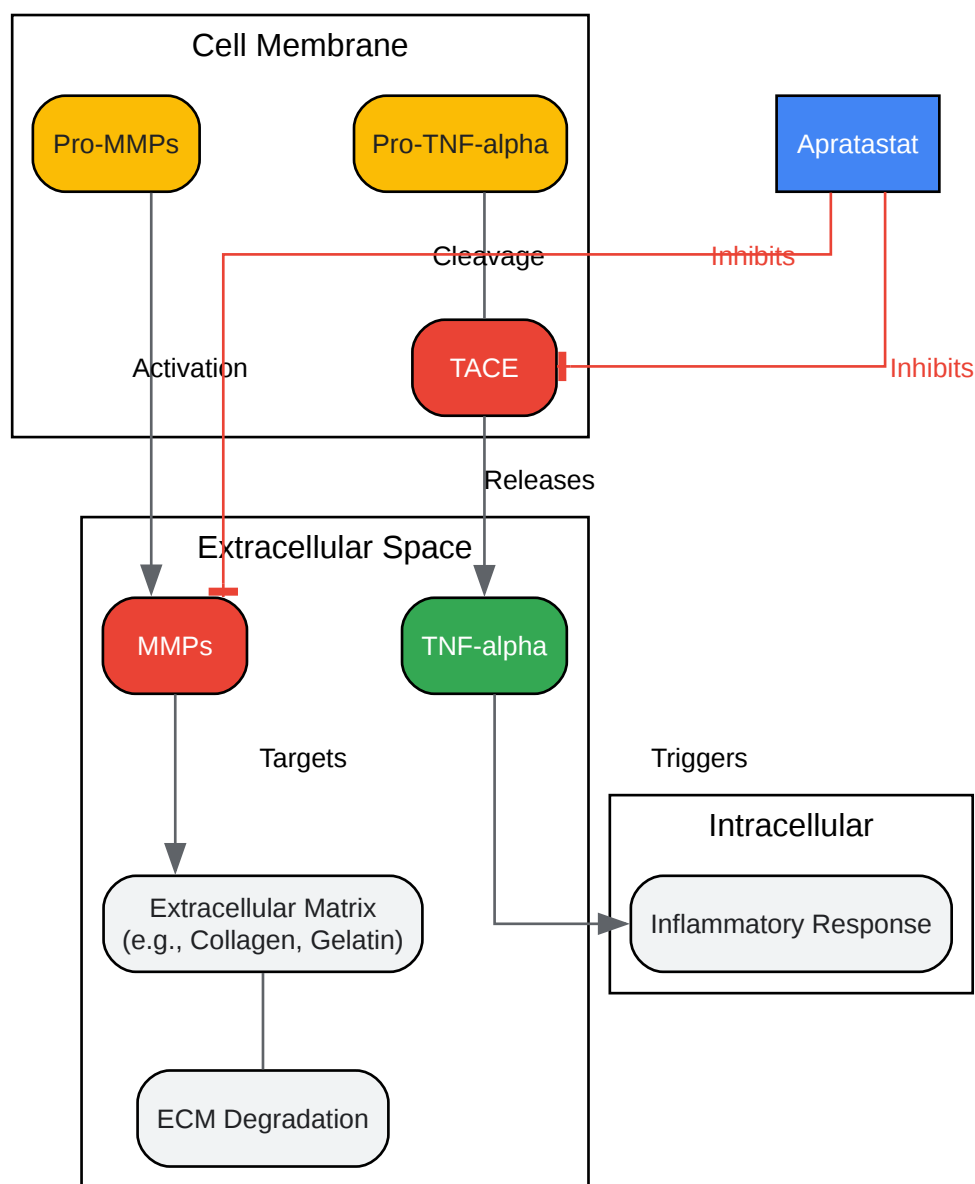 Cell Membrane
Pro-MMPs
Pro-TNF-alpha
Apratastat
Cleavage
Inhibits
Activation
TACE
Inhibits
Releases
Extracellular Space
MMPs
TNF-alpha
Targets
Triggers
Intracellular
Extracellular Matrix
(e.g., Collagen, Gelatin)
Inflammatory Response
ECM Degradation